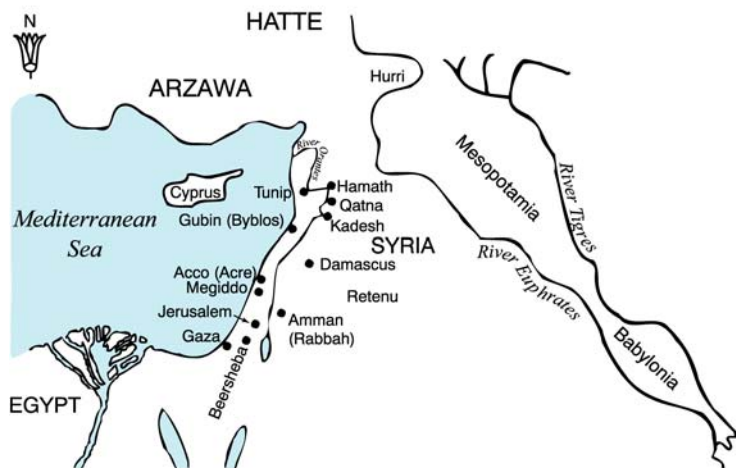 N
HATTE
Hurri
ARZAWA
River
Orontes
Mesopotamia
River Tigres
Cyprus
Tunip
Hamath
Qatna
Mediterranean
Sea
Gubin (Byblos)
Kadesh
SYRIA
River Euphrates
Damascus
Acco (Acre)
Megiddo
Retenu
Jerusalem
Amman
(Rabbah)
Gaza
Beersheba
Babylonia
EGYPT